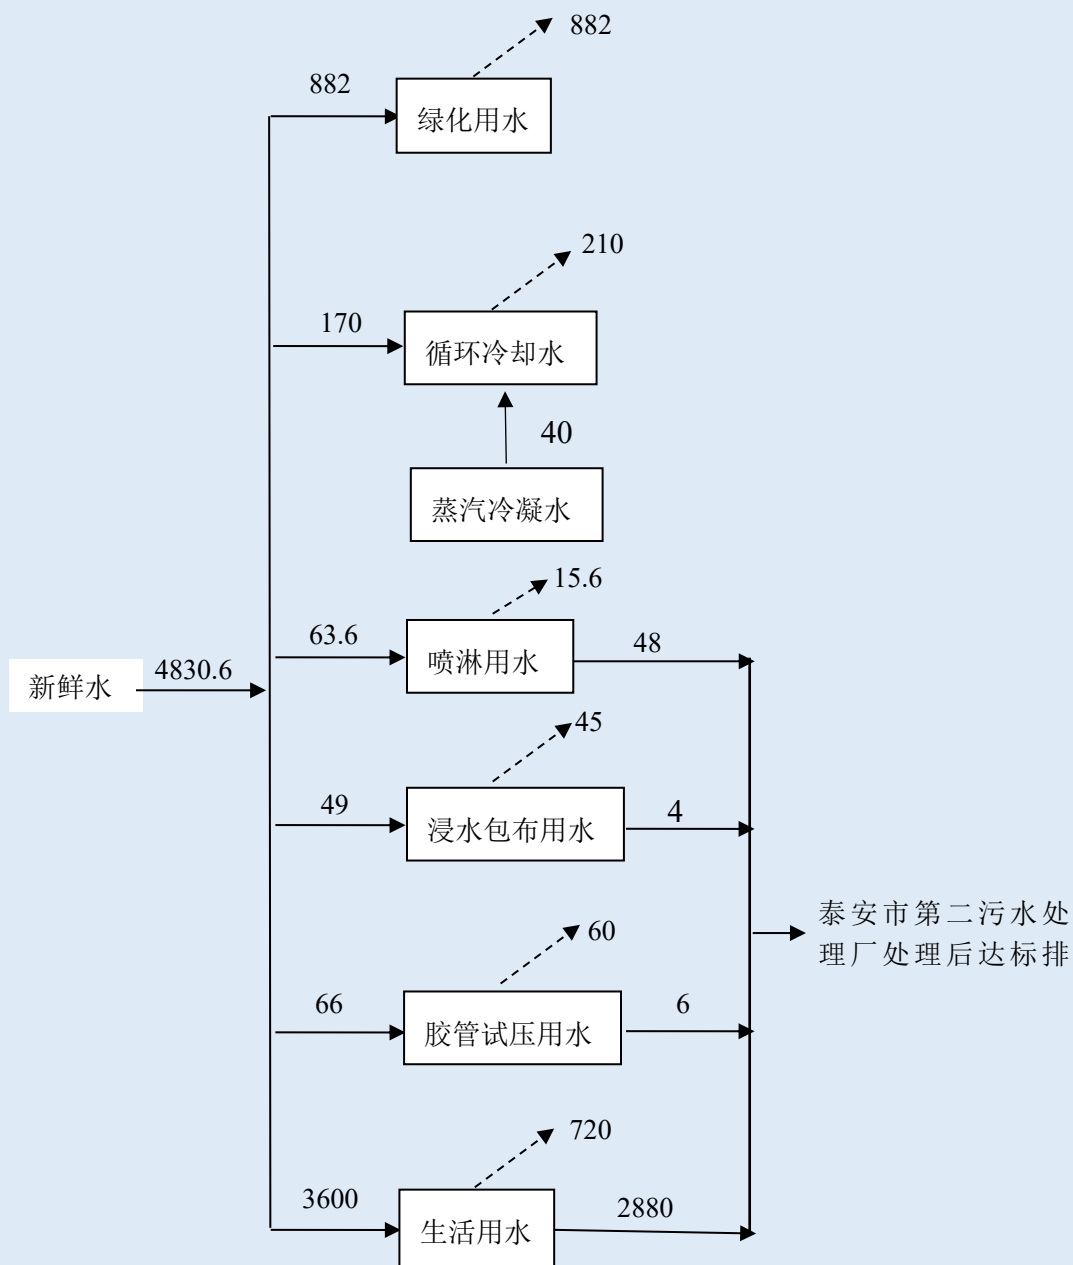 882
882
绿化用水
210
170
循环冷却水
40
蒸汽冷凝水
15.6
63.6
喷淋用水
48
新鲜水
4830.6
45
49
浸水包布用水
4
60
66
胶管试压用水
6
泰安市第二污水处
理厂处理后达标排
720
3600
生活用水
2880